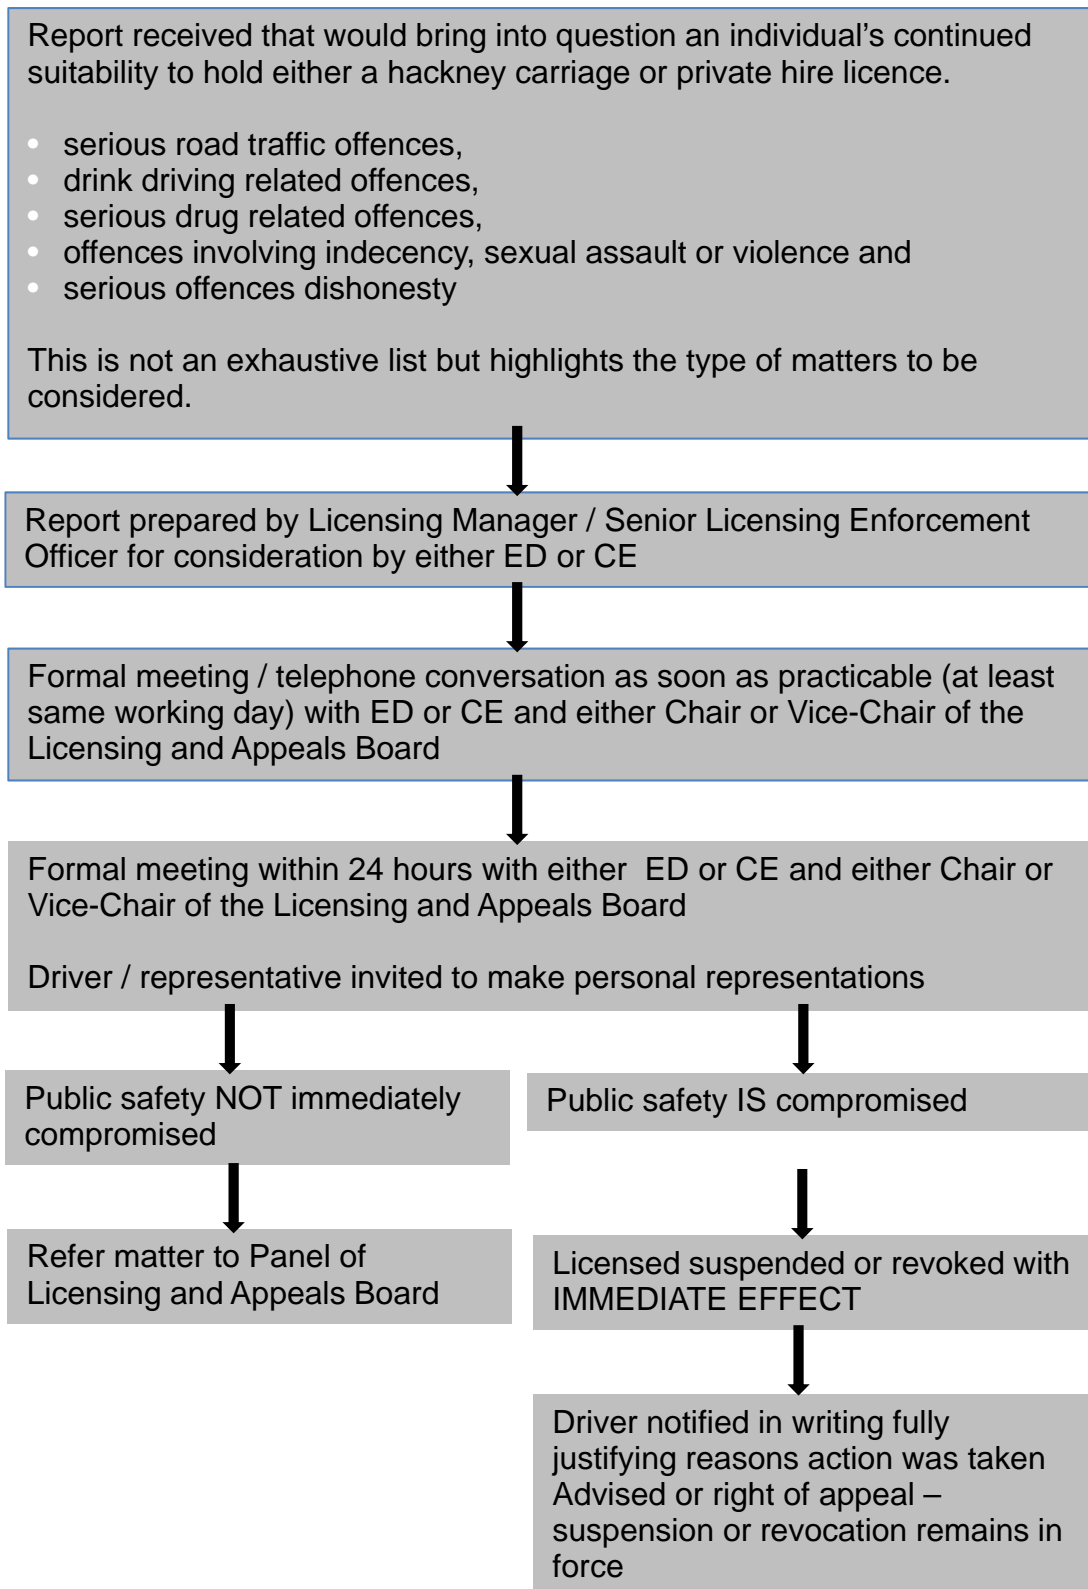 Report received that would bring into question an individual’s continued
suitability to hold either a hackney carriage or private hire licence.
• serious road traffic offences,
• drink driving related offences,
• serious drug related offences,
• offences involving indecency, sexual assault or violence and
• serious offences dishonesty
This is not an exhaustive list but highlights the type of matters to be
considered.
Report prepared by Licensing Manager / Senior Licensing Enforcement
Officer for consideration by either ED or CE
Formal meeting / telephone conversation as soon as practicable (at least
same working day) with ED or CE and either Chair or Vice-Chair of the
Licensing and Appeals Board
Formal meeting within 24 hours with either ED or CE and either Chair or
Vice-Chair of the Licensing and Appeals Board
Driver / representative invited to make personal representations
Public safety NOT immediately
compromised
Refer matter to Panel of
Licensing and Appeals Board
Public safety IS compromised
Licensed suspended or revoked with
IMMEDIATE EFFECT
Driver notified in writing fully
justifying reasons action was taken
Advised or right of appeal –
suspension or revocation remains in
force